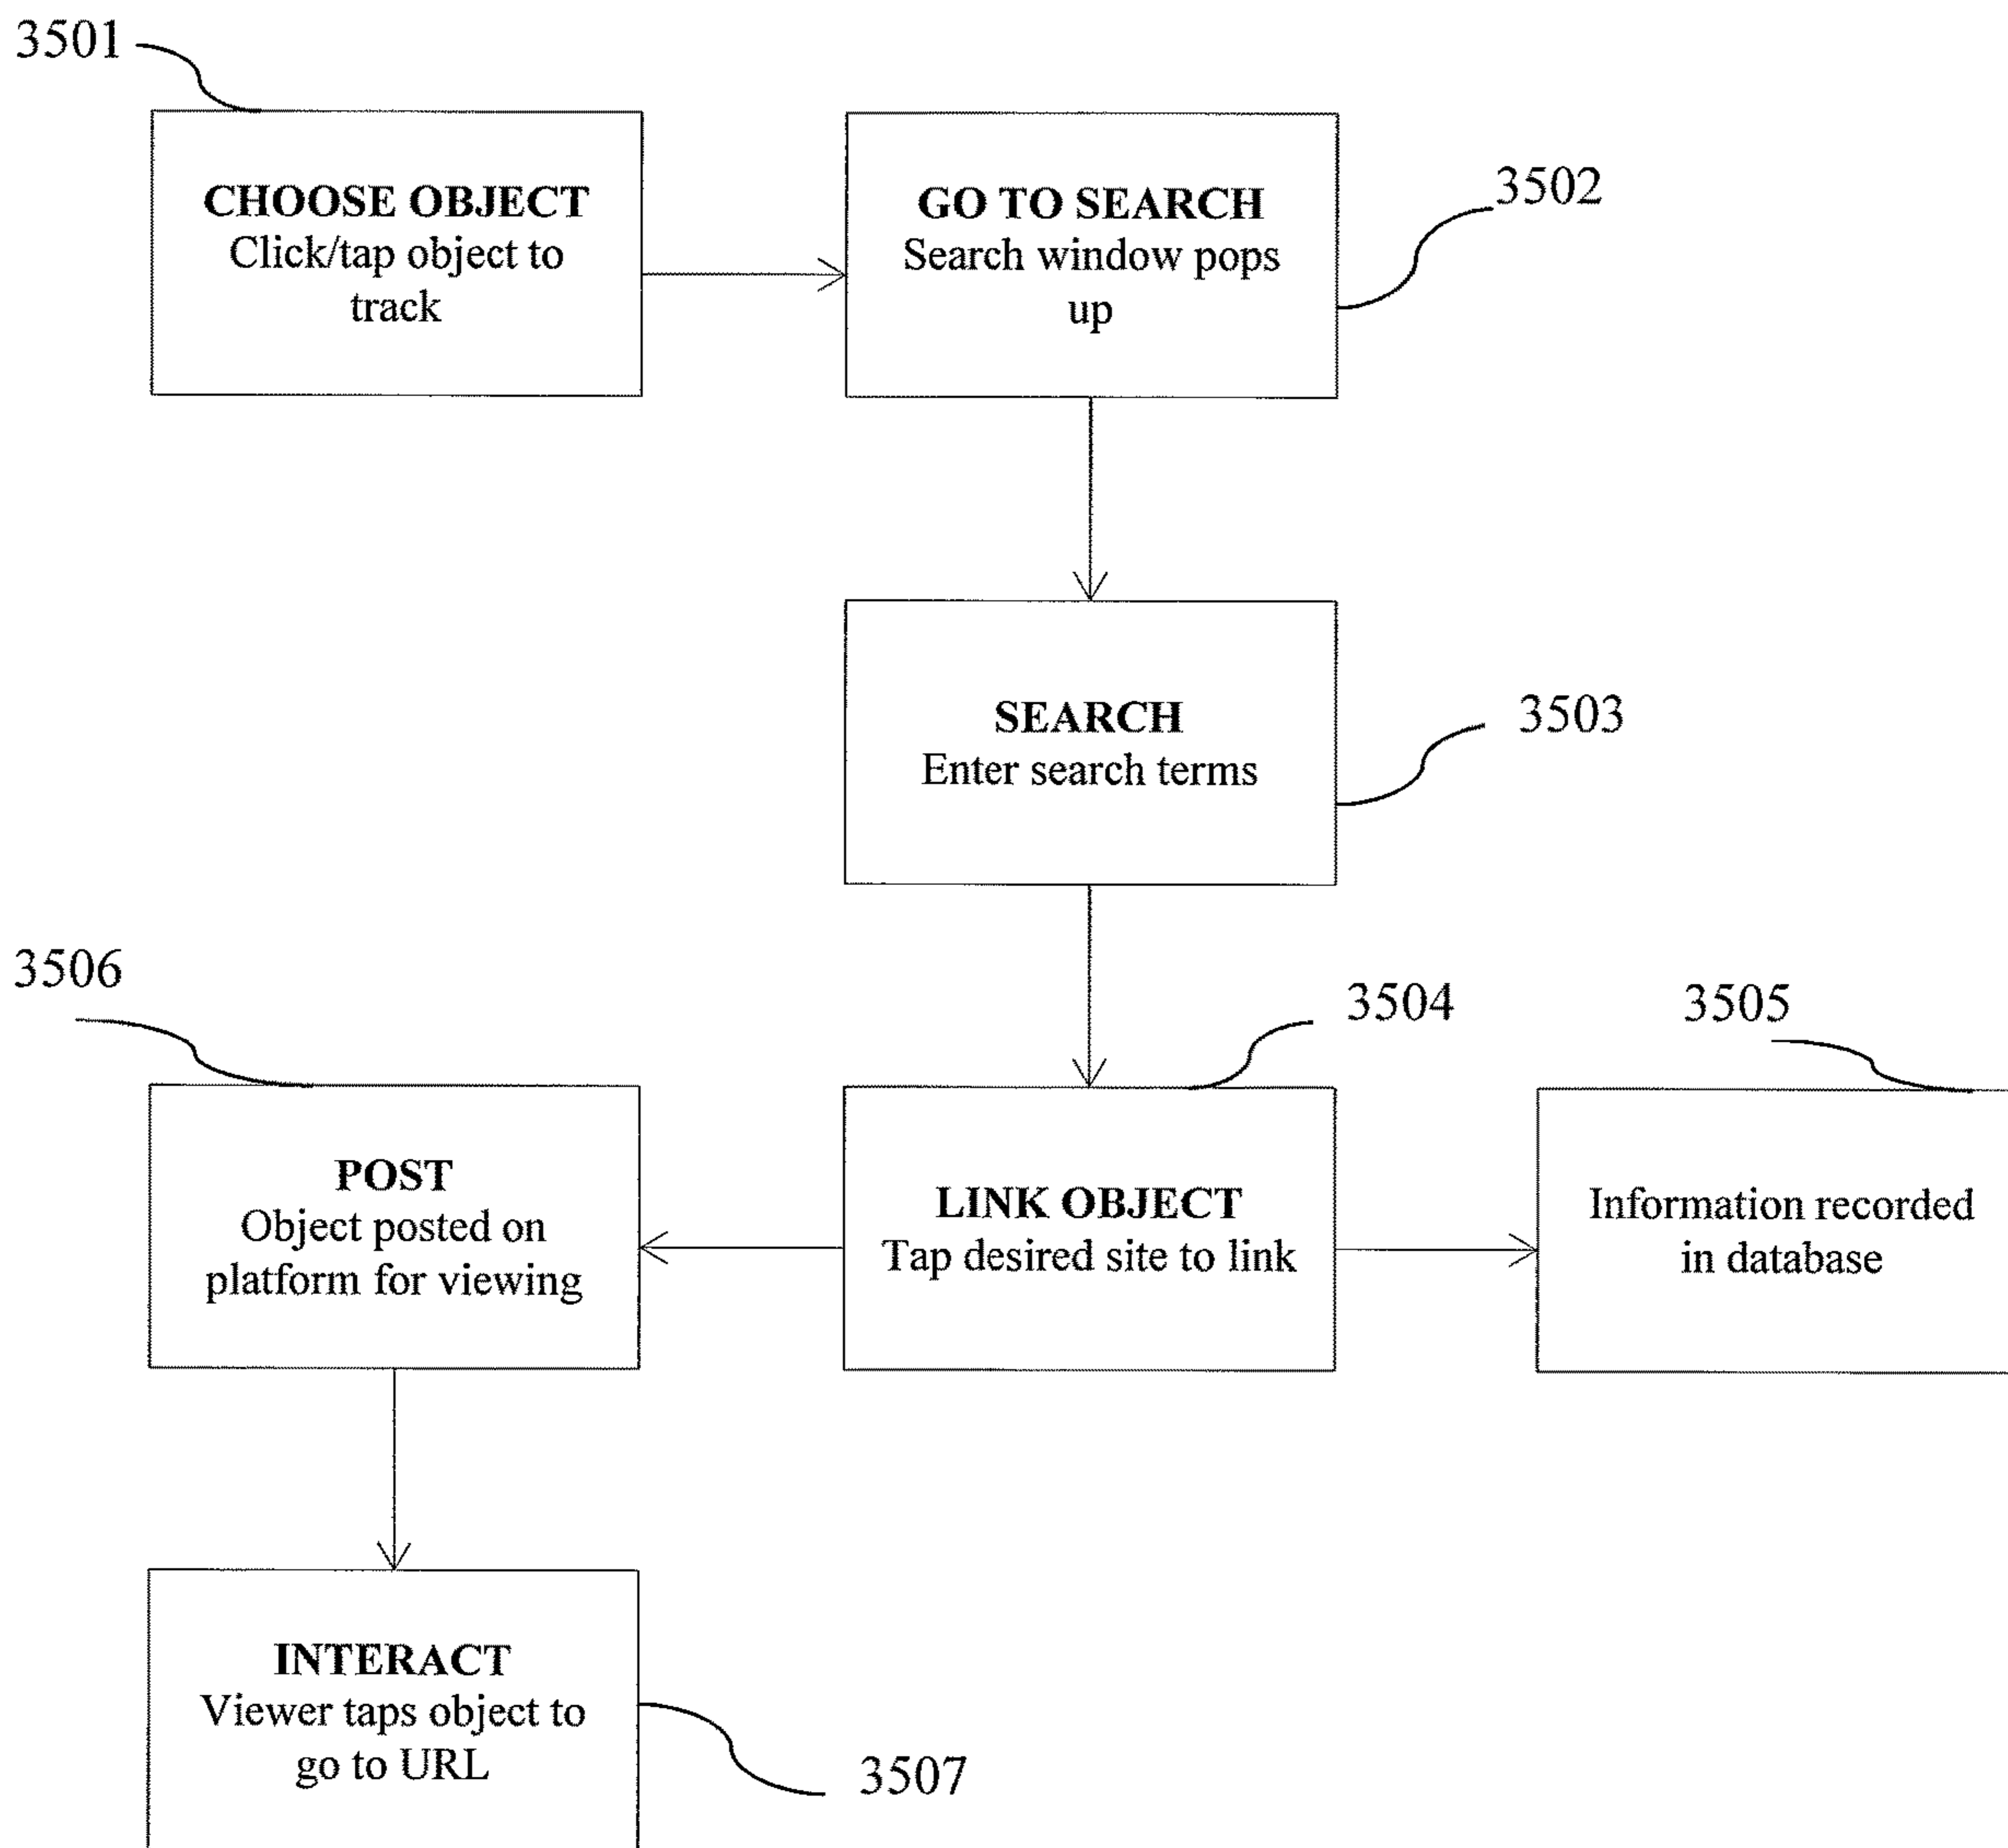 3501
CHOOSE OBJECT
Click/tap object to
track
GO TO SEARCH
Search window pops
up
3502
SEARCH
Enter search terms
3503
3506
3504
3505
POST
Object posted on
platform for viewing
LINK OBJECT
Tap desired site to link
Information recorded
in database
INTERACT
Viewer taps object to
go to URL
3507